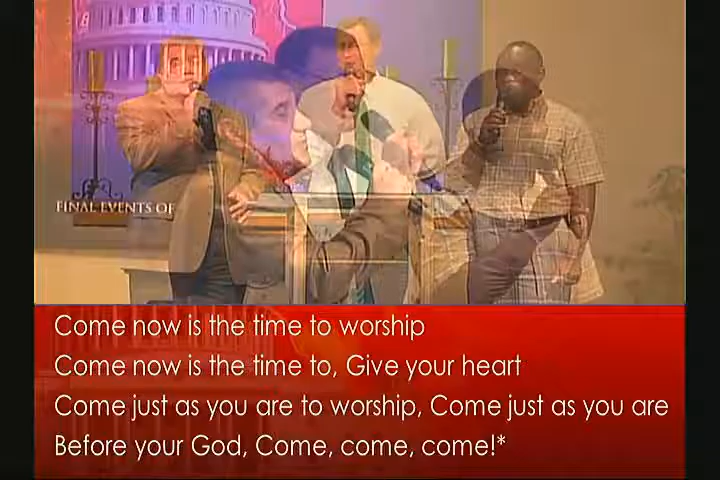 FINAL EVENTS OF
Come now is the time to worship
Come now is the time to, Give your heart
Come just as you are to worship, Come just as you are
Before your God, Come, come, come!*